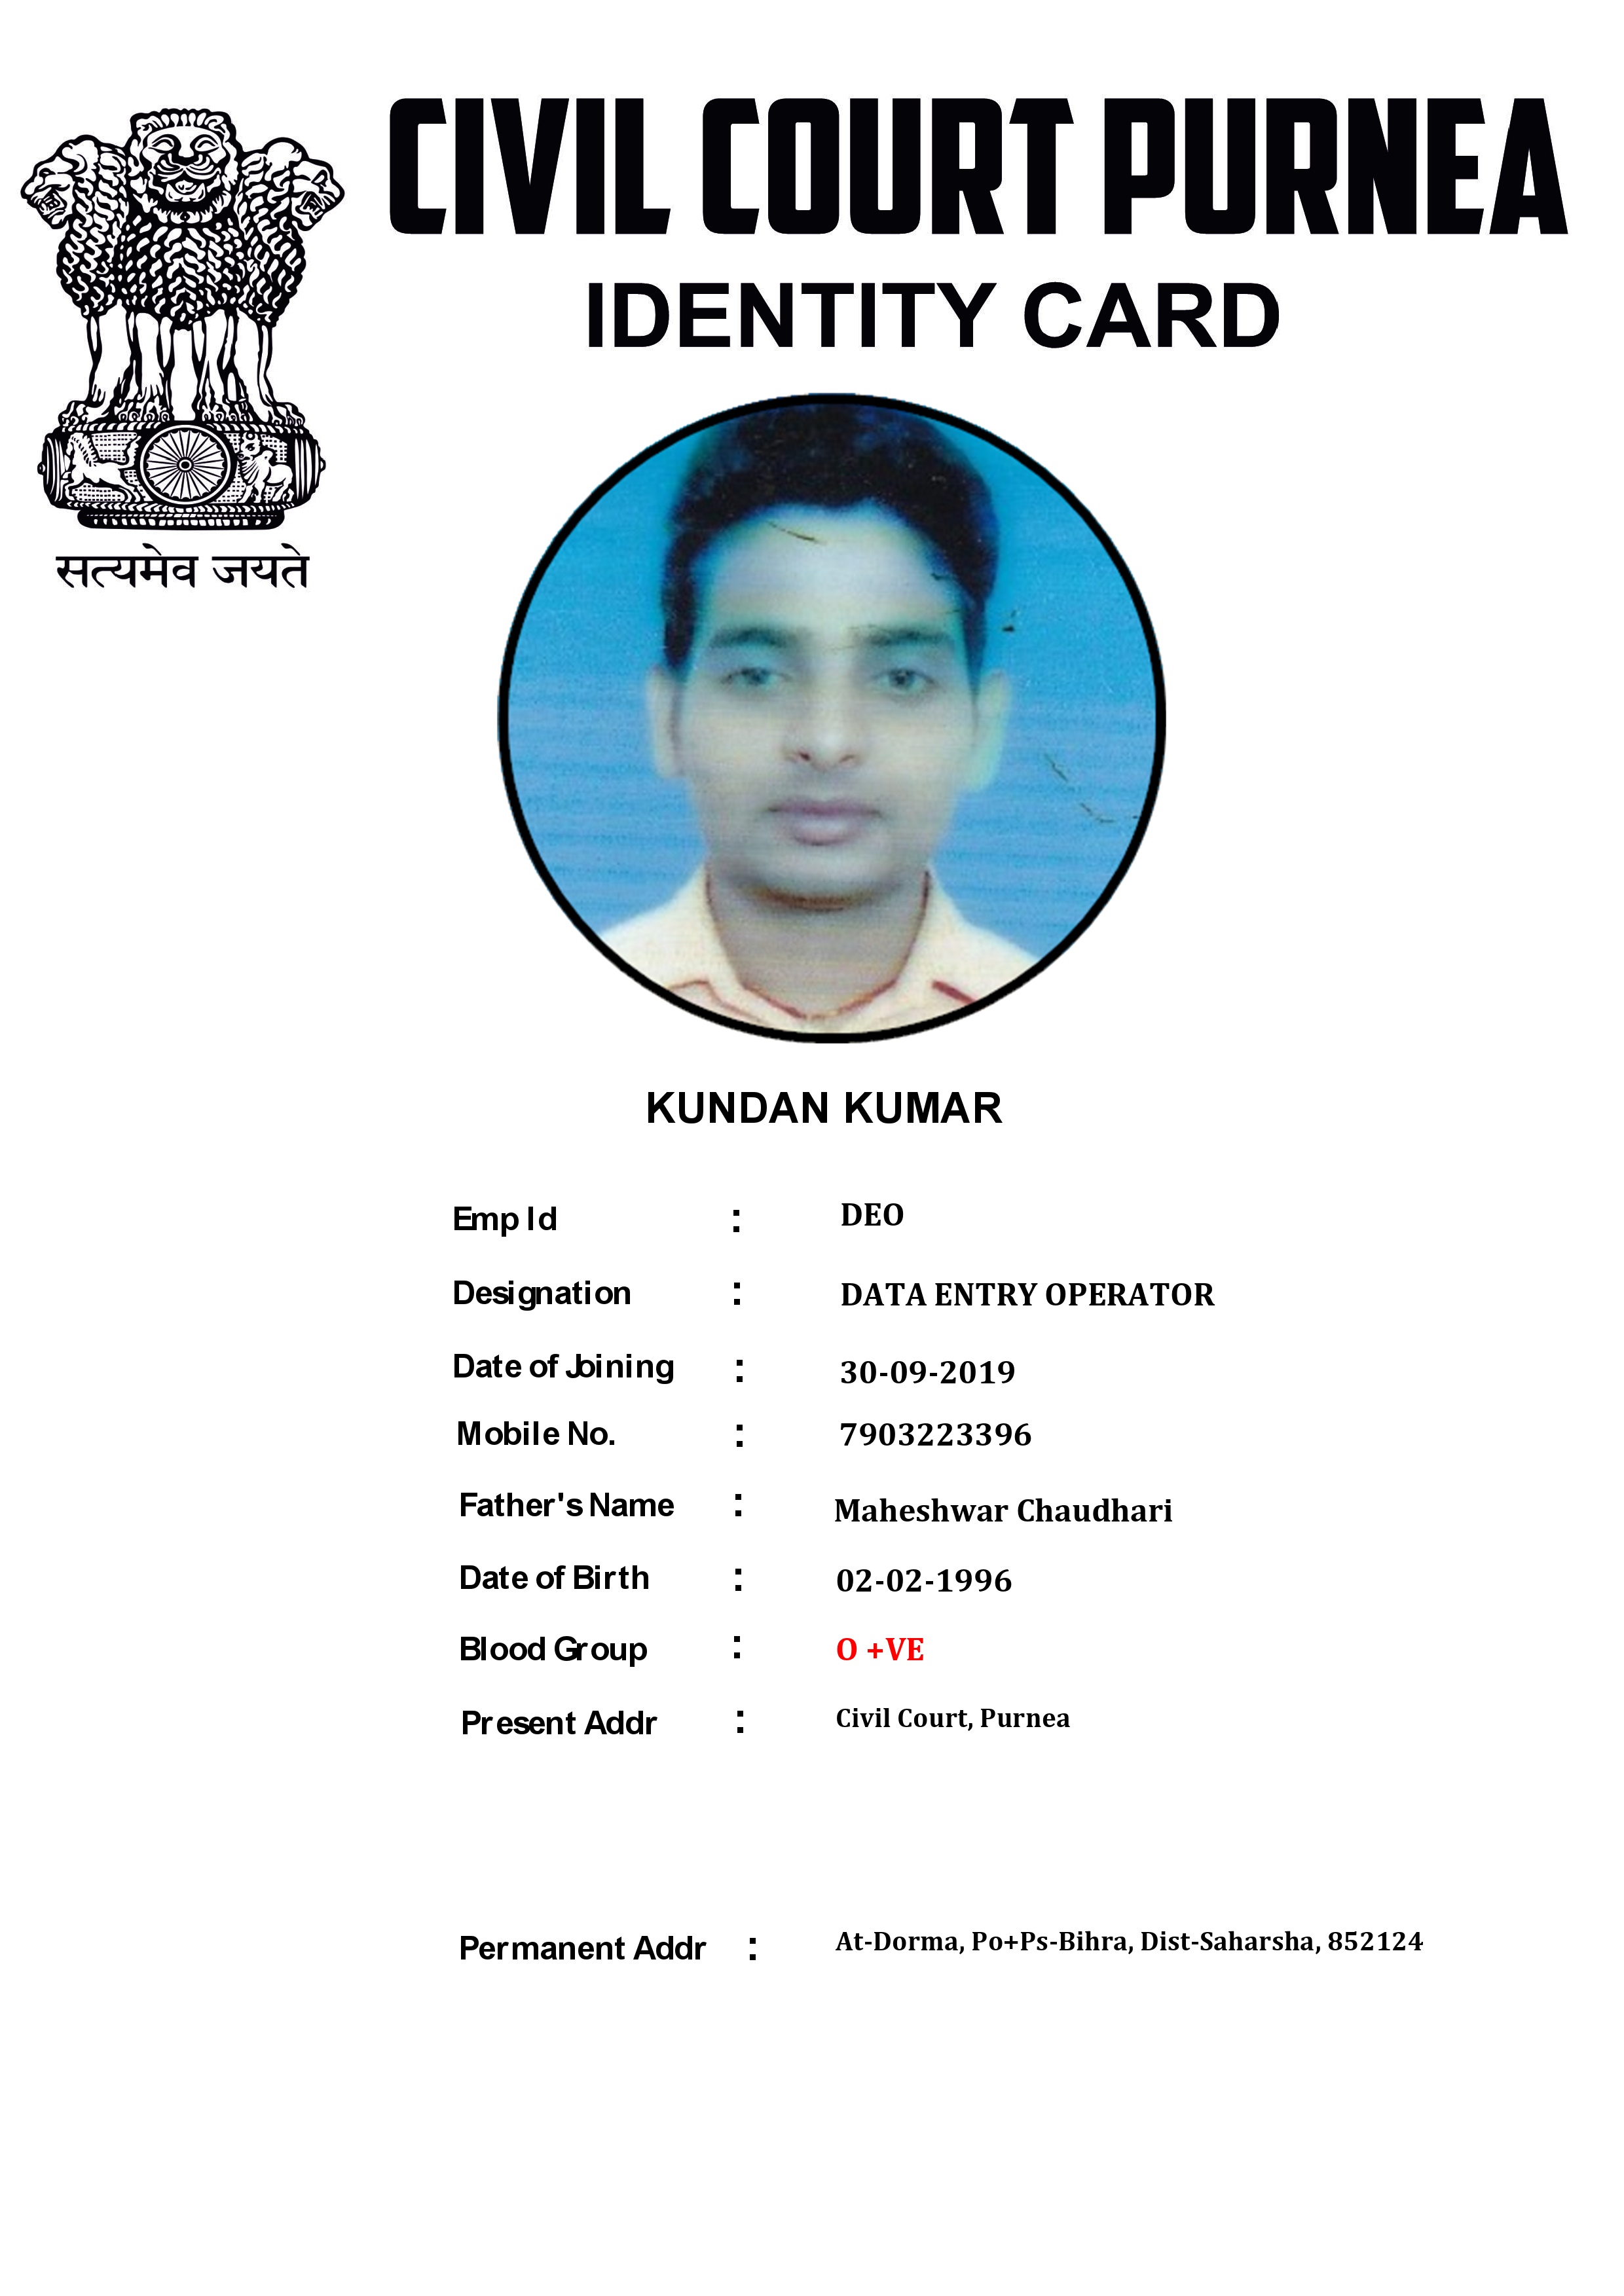 CIVIL COURT PURNEA
IDENTITY CARD
सत्यमेव जयते
KUNDAN KUMAR
Emp Id : DEO
Designation : DATA ENTRY OPERATOR
Date of Joining : 30-09-2019
Mobile No. : 7903223396
Father's Name : Maheshwar Chaudhari
Date of Birth : 02-02-1996
Blood Group : O +VE
Present Addr : Civil Court, Purnea
Permanent Addr : At-Dorma, Po+Ps-Bihra, Dist-Saharsha, 852124